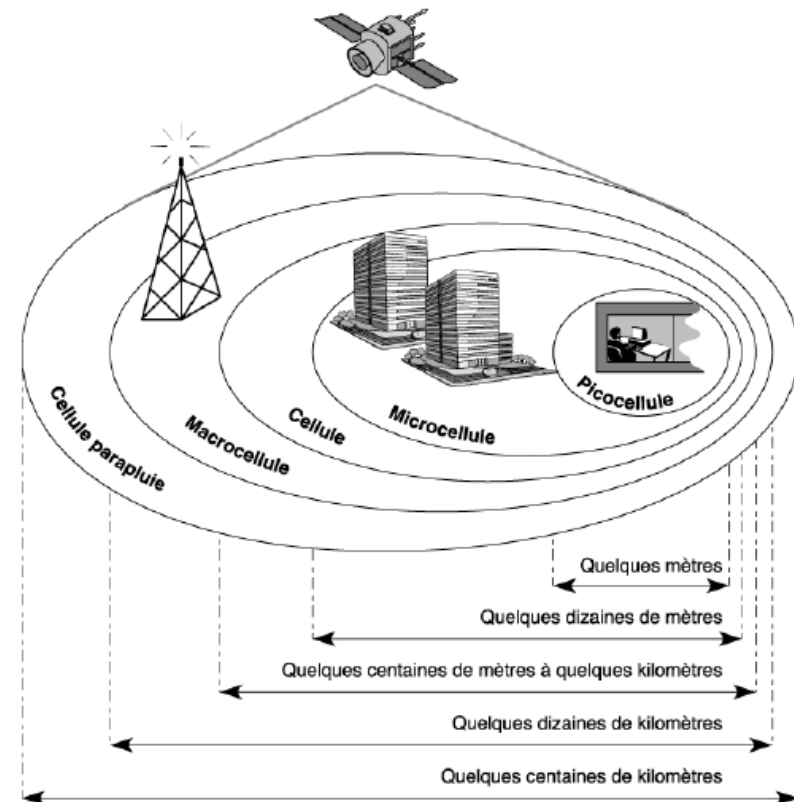 Cellule parapluie
Macrocellule
Cellule
Microcellule
Picocellule
Quelques mètres
Quelques dizaines de mètres
Quelques centaines de mètres à quelques kilomètres
Quelques dizaines de kilomètres
Quelques centaines de kilomètres